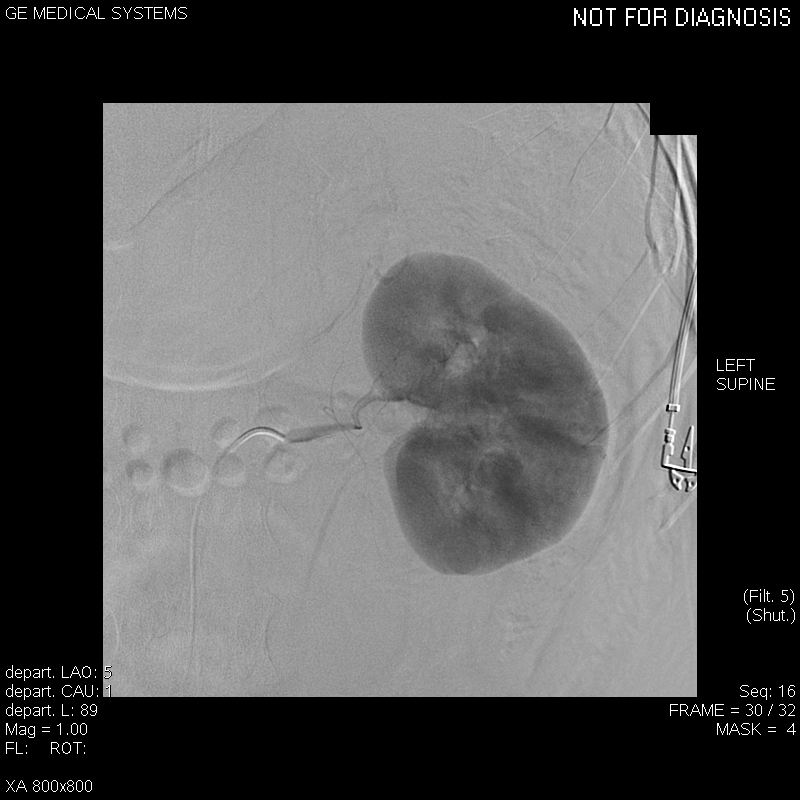 GE MEDICAL SYSTEMS
NOT FOR DIAGNOSIS
LEFT
SUPINE
(Filt. 5)
(Shut.)
depart. LAO: 5
depart. CAU: 1
depart. L: 89
Mag = 1.00
FL: ROT:
Seq: 16
FRAME = 30 / 32
MASK = 4
XA 800x800